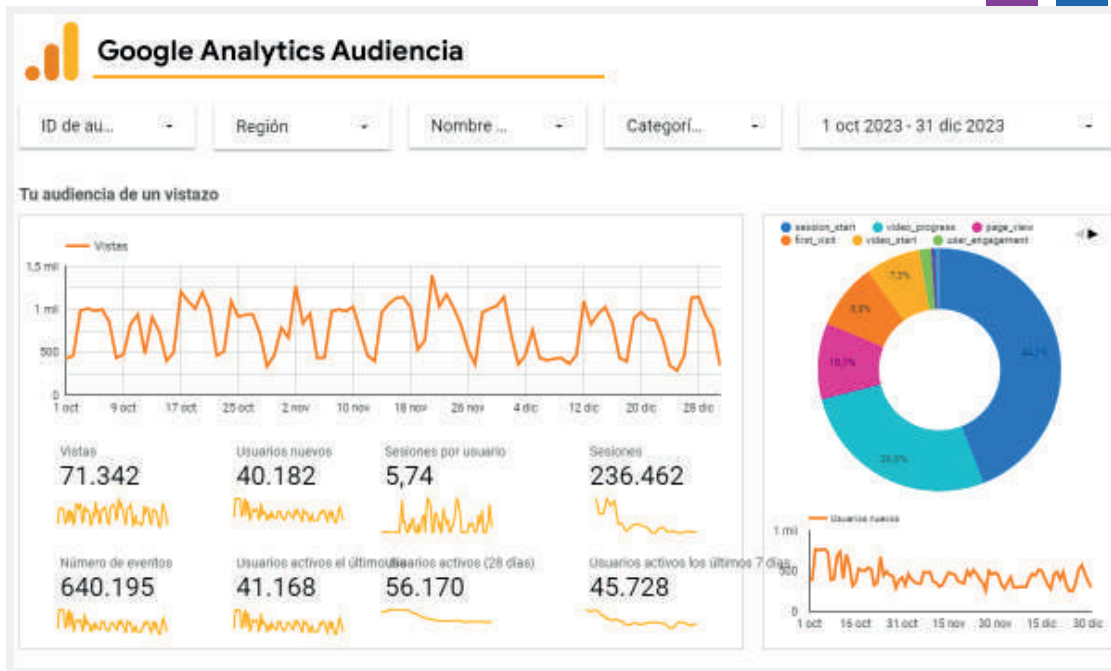 Google Analytics Audiencia
ID de au...
Región
Nombre ...
Categorí...
1 oct 2023 - 31 dic 2023
Tu audiencia de un vistazo
Vistas
1,5 mil
1 mil
500
0
1 oct 9 oct 17 oct 25 oct 2 nov 10 nov 18 nov 26 nov 4 dic 12 dic 20 dic 28 dic
Vistas
71.342
Usuarios nuevos
40.182
Sesiones por usuario
5,74
Sesiones
236.462
Número de eventos
640.195
Usuarios activos el último
41.168
Usuarios activos (28 días)
56.170
Usuarios activos los últimos 7 días
45.728
session_start video_progress page_view
first_visit video_start user_engagement
7,3%
Usuarios nuevos
1 mil
500
0
1 oct 16 oct 31 oct 15 nov 30 nov 15 dic 30 dic